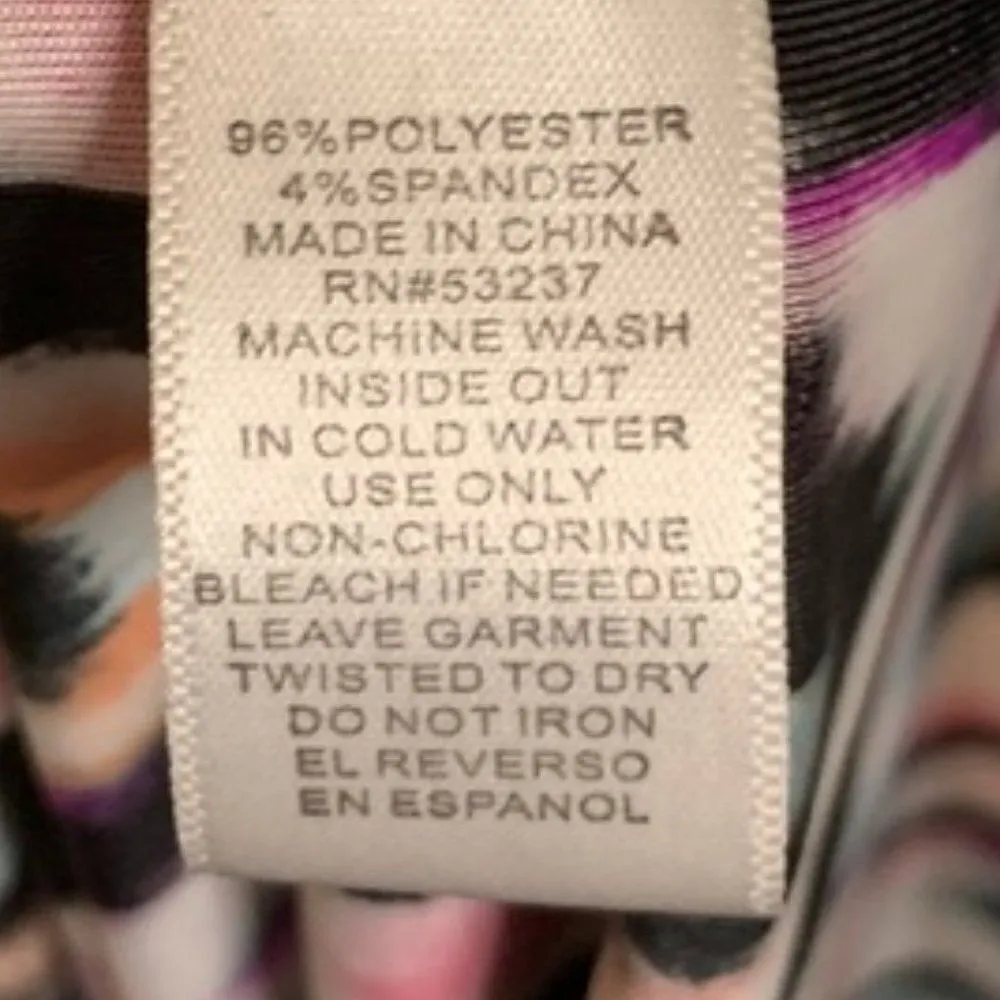 96%POLYESTER
4%SPANDEX
MADE IN CHINA
RN#53237
MACHINE WASH
INSIDE OUT
IN COLD WATER
USE ONLY
NON-CHLORINE
BLEACH IF NEEDED
LEAVE GARMENT
TWISTED TO DRY
DO NOT IRON
EL REVERSO
EN ESPANOL